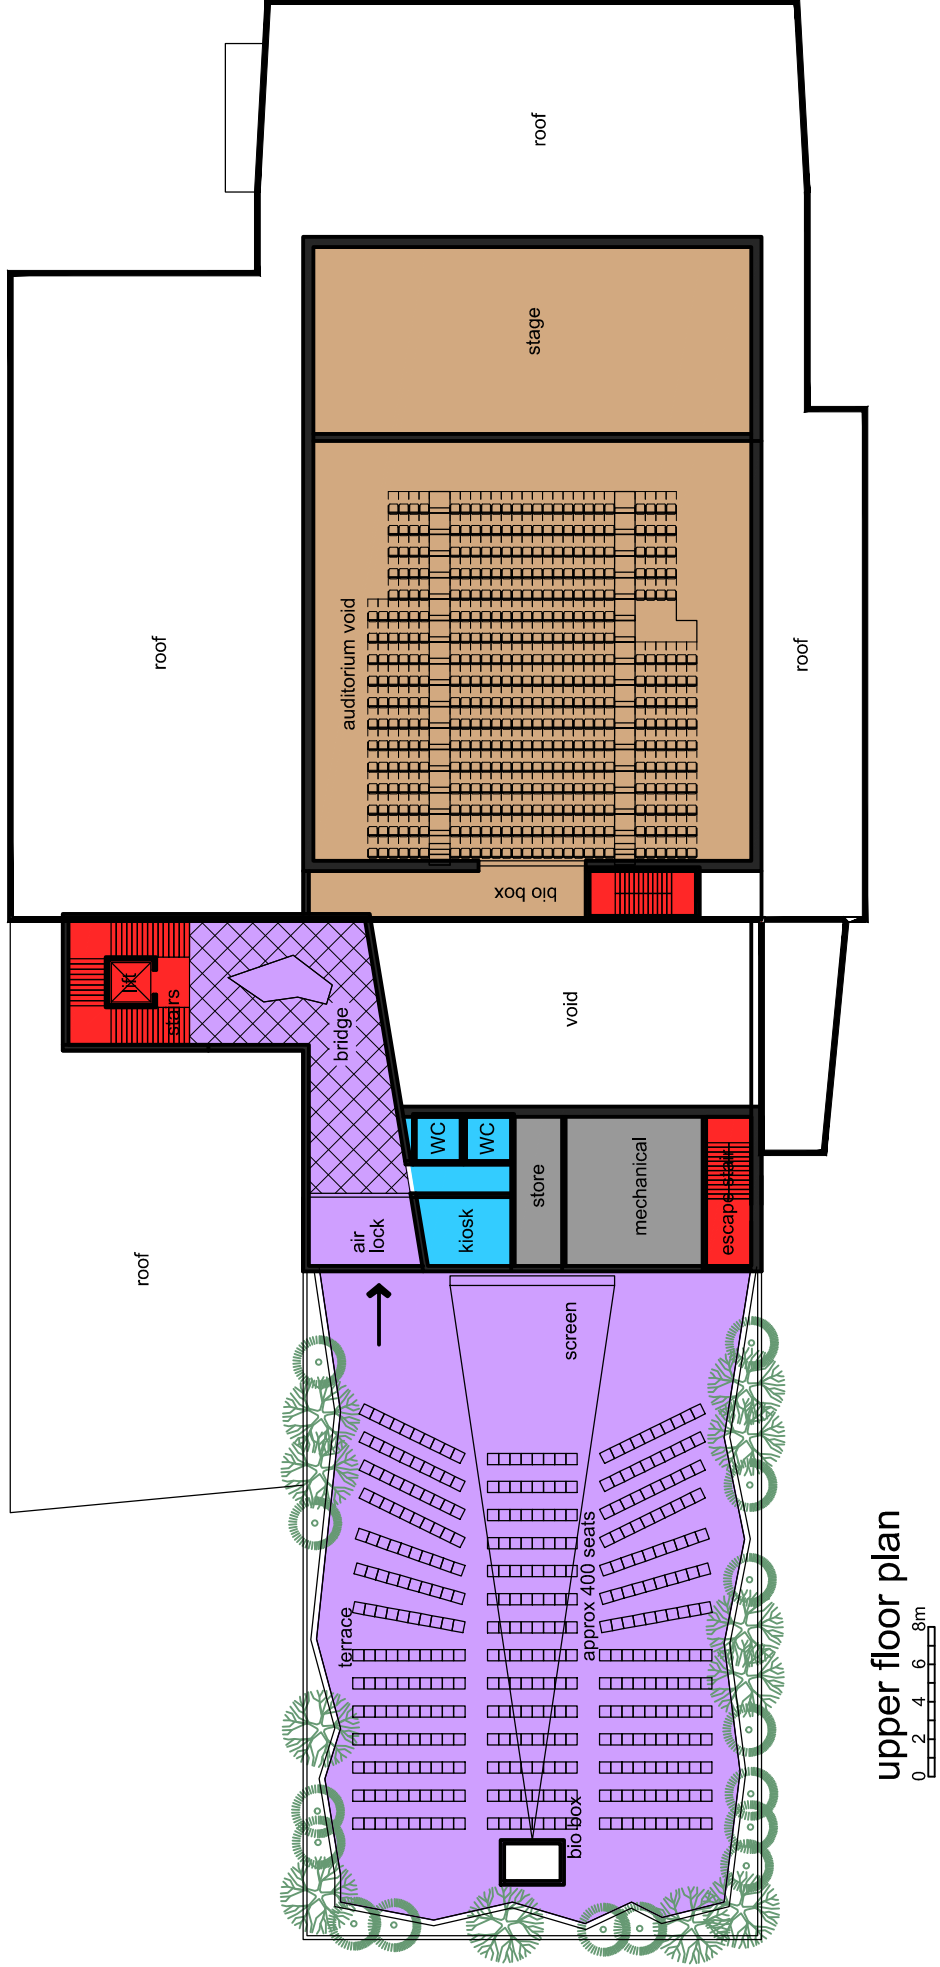 roof
stage
roof
auditorium void
roof
bio box
lift
stairs
bridge
void
WC
WC
store
mechanical
escape stair
air
lock
kiosk
roof
screen
terrace
approx 400 seats
bio box
upper floor plan
0 2 4 6 8m